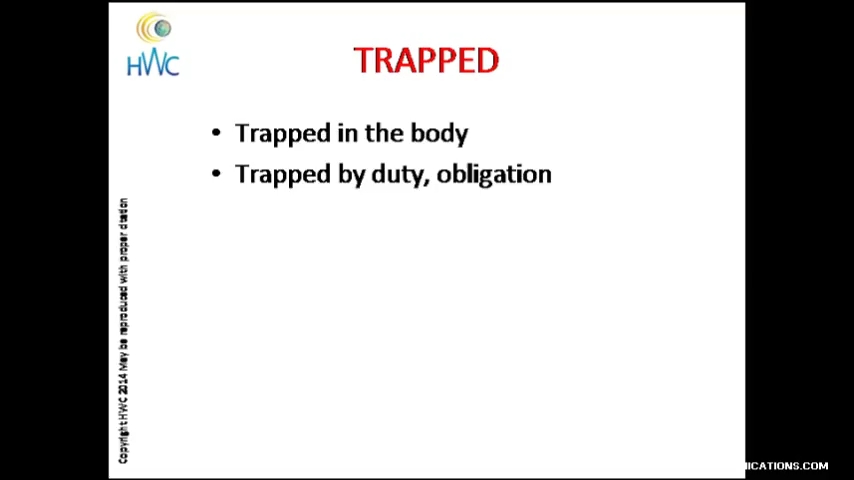 HWC
TRAPPED
• Trapped in the body
• Trapped by duty, obligation
Copyright HWC 2014 May be reproduced with proper citation
NICATIONS.COM